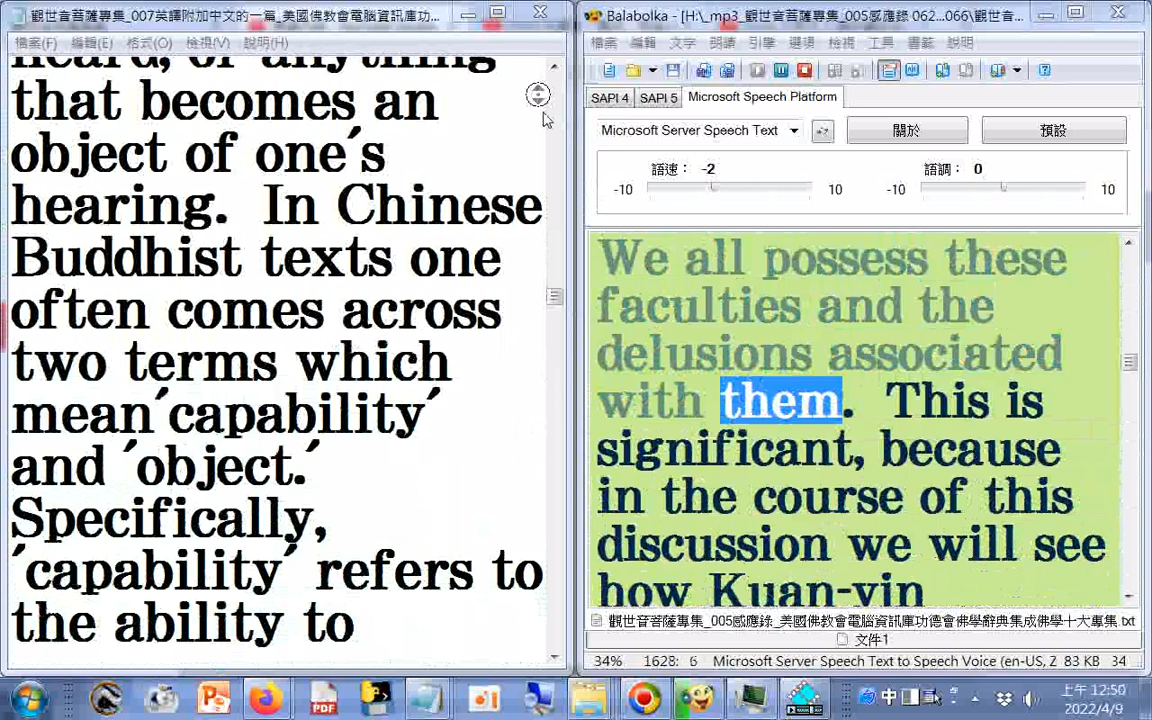 觀世音菩薩專集_007英譯附加中文的一篇_美國佛教會電腦資訊庫功...
檔案(F) 編輯(E) 格式(O) 檢視(V) 說明(H)
heard, or anything
that becomes an
object of one′s
hearing. In Chinese
Buddhist texts one
often comes across
two terms which
mean′capability′
and ′object.′
Specifically,
′capability′ refers to
the ability to
Balabolka - [H:\_mp3_觀世音菩薩專集_005感應錄 062...066\觀世音...
檔案 編輯 文字 朗讀 引擎 選項 檢視 工具 書籤 說明
SAPI 4 SAPI 5 Microsoft Speech Platform
Microsoft Server Speech Text 關於 預設
語速： -2 語調： 0
-10 10 -10 10
We all possess these
faculties and the
delusions associated
with them. This is
significant, because
in the course of this
discussion we will see
how Kuan-yin
觀世音菩薩專集_005感應錄_美國佛教會電腦資訊庫功德會佛學辭典集成佛學十大專集 txt
文件1
34% 1628: 6 Microsoft Server Speech Text to Speech Voice (en-US, Z 83 KB 34
PDF 中 上午 12:50
2022/4/9